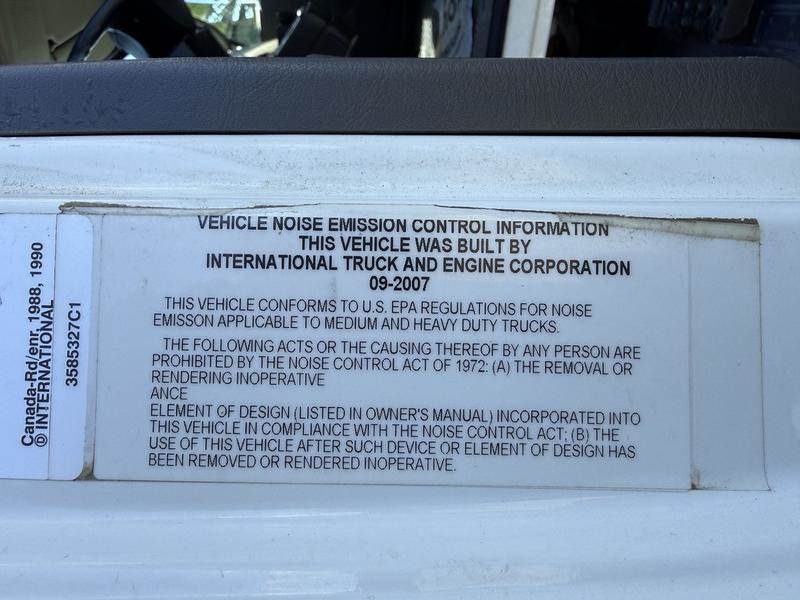 VEHICLE NOISE EMISSION CONTROL INFORMATION
THIS VEHICLE WAS BUILT BY
INTERNATIONAL TRUCK AND ENGINE CORPORATION
09-2007
THIS VEHICLE CONFORMS TO U.S. EPA REGULATIONS FOR NOISE
EMISSON APPLICABLE TO MEDIUM AND HEAVY DUTY TRUCKS.
THE FOLLOWING ACTS OR THE CAUSING THEREOF BY ANY PERSON ARE
PROHIBITED BY THE NOISE CONTROL ACT OF 1972: (A) THE REMOVAL OR
RENDERING INOPERATIVE
ANCE
ELEMENT OF DESIGN (LISTED IN OWNER'S MANUAL) INCORPORATED INTO
THIS VEHICLE IN COMPLIANCE WITH THE NOISE CONTROL ACT; (B) THE
USE OF THIS VEHICLE AFTER SUCH DEVICE OR ELEMENT OF DESIGN HAS
BEEN REMOVED OR RENDERED INOPERATIVE.
Canada-Rd/enr, 1988, 1990
© INTERNATIONAL
3585327C1